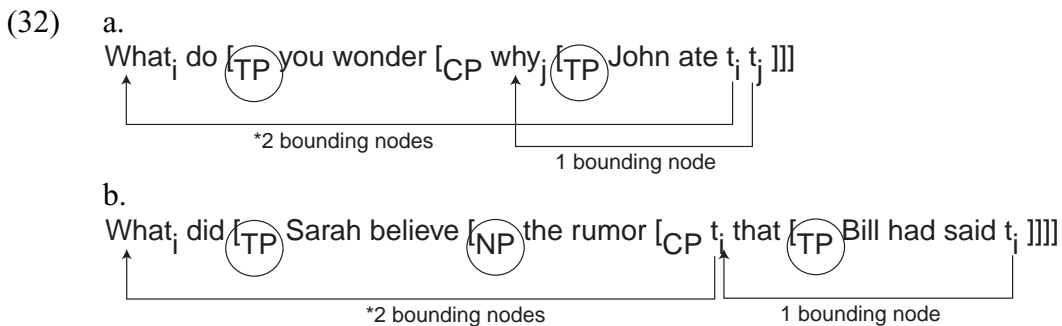 (32) a.
What_i do [TP you wonder [CP why_j [TP John ate t_i t_j ]]]
*2 bounding nodes
1 bounding node
b.
What_i did [TP Sarah believe [NP the rumor [CP t_i that [TP Bill had said t_i ]]]]
*2 bounding nodes 1 bounding node